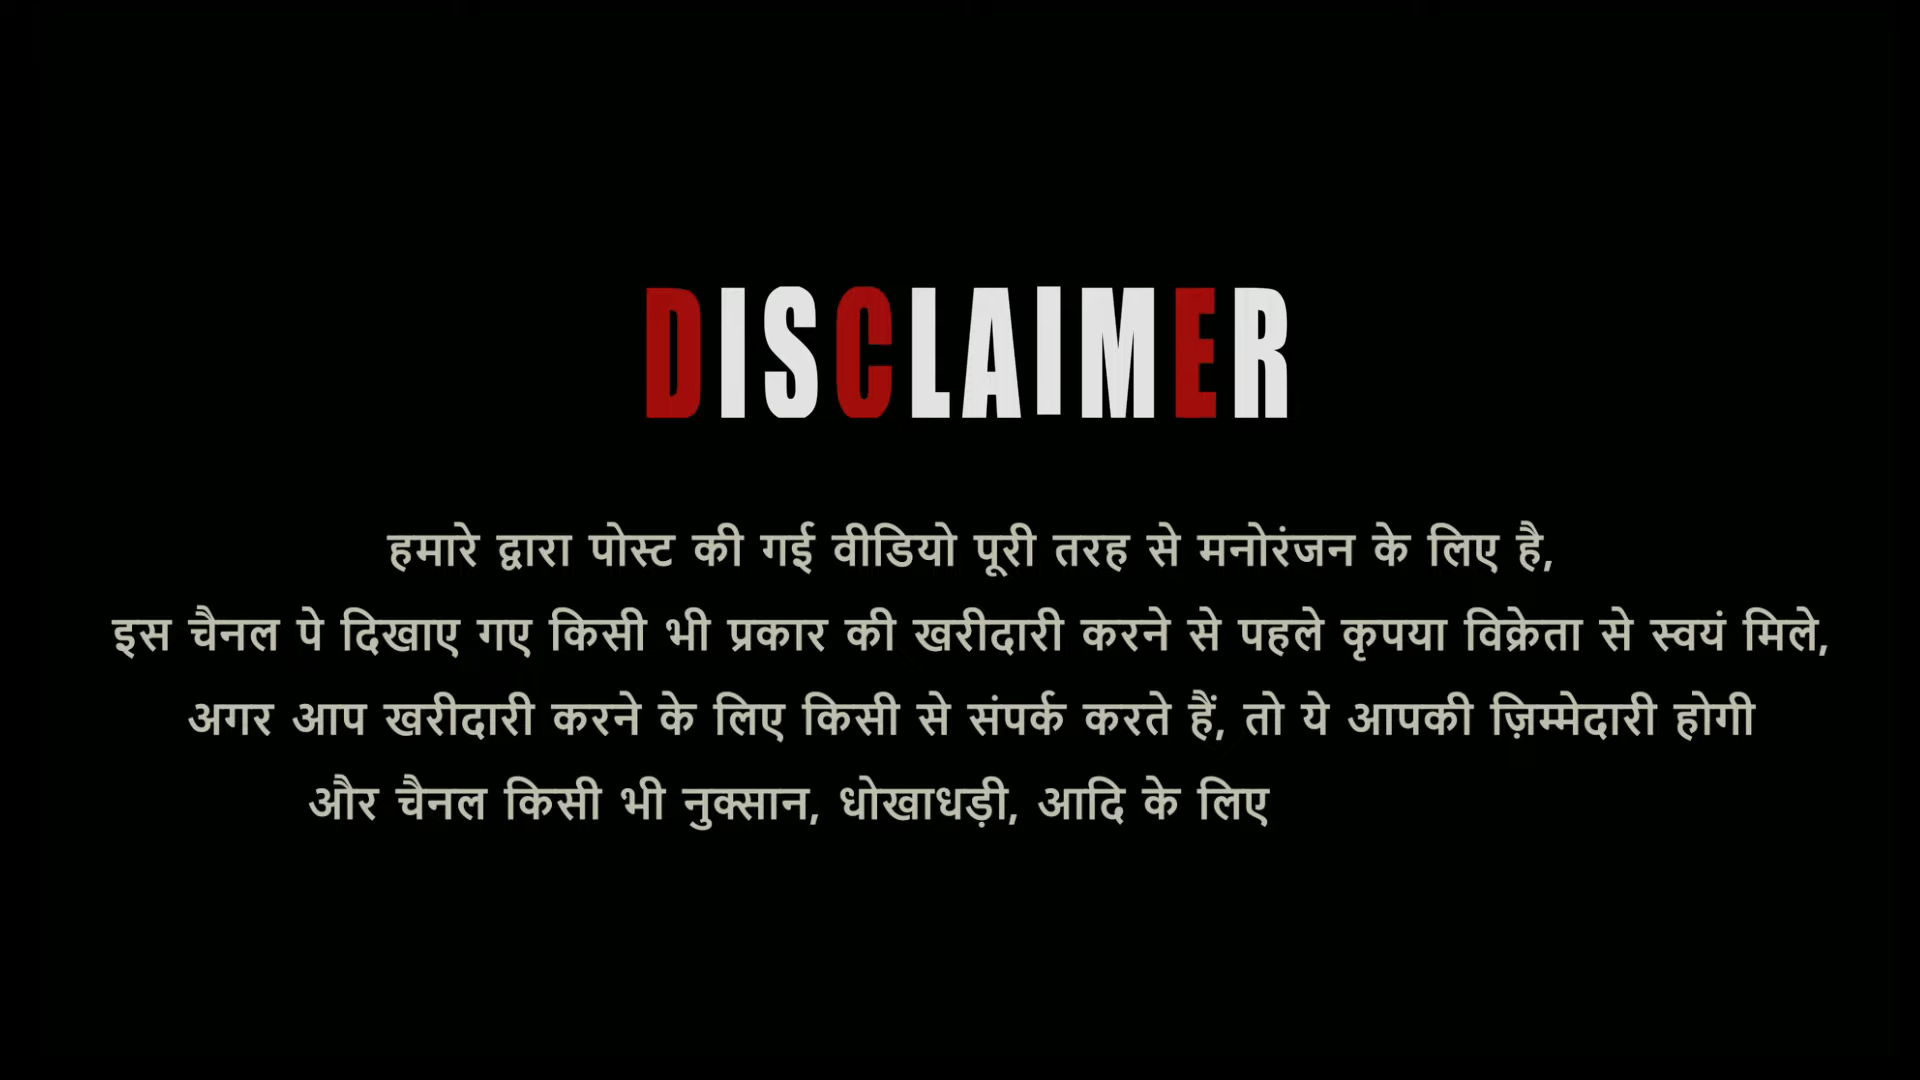 DISCLAIMER
हमारे द्वारा पोस्ट की गई वीडियो पूरी तरह से मनोरंजन के लिए है,
इस चैनल पे दिखाए गए किसी भी प्रकार की खरीदारी करने से पहले कृपया विक्रेता से स्वयं मिले,
अगर आप खरीदारी करने के लिए किसी से संपर्क करते हैं, तो ये आपकी ज़िम्मेदारी होगी
और चैनल किसी भी नुक्सान, धोखाधड़ी, आदि के लिए